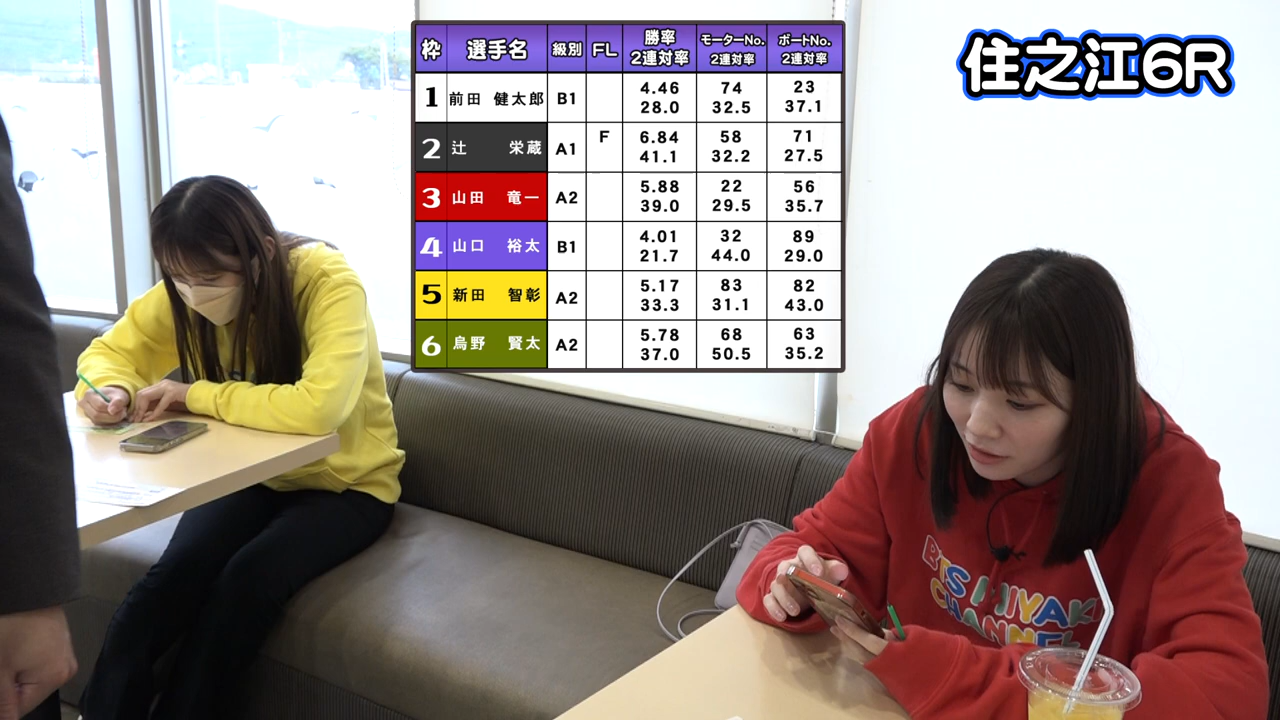 住之江6R
枠 選手名 級別 FL 勝率 2連対率 モーターNo. 2連対率 ボートNo. 2連対率
1 前田 健太郎 B1 4.46 28.0 74 32.5 23 37.1
2 辻 栄蔵 A1 F 6.84 41.1 58 32.2 71 27.5
3 山田 竜一 A2 5.88 39.0 22 29.5 56 35.7
4 山口 裕太 B1 4.01 21.7 32 44.0 89 29.0
5 新田 智彰 A2 5.17 33.3 83 31.1 82 43.0
6 烏野 賢太 A2 5.78 37.0 68 50.5 63 35.2
BTS MIYAKI
CHANNEL